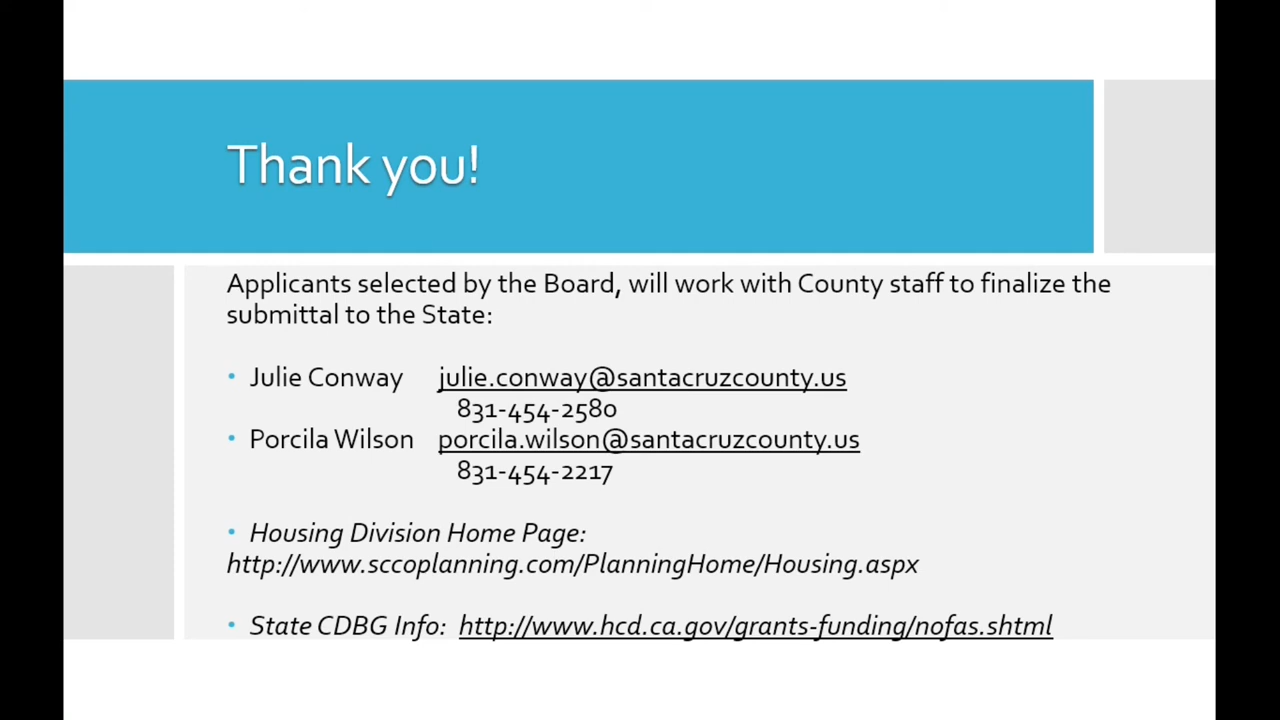 Thank you!
Applicants selected by the Board, will work with County staff to finalize the
submittal to the State:
• Julie Conway julie.conway@santacruzcounty.us
831-454-2580
• Porcila Wilson porcila.wilson@santacruzcounty.us
831-454-2217
• Housing Division Home Page:
http://www.sccoplanning.com/PlanningHome/Housing.aspx
• State CDBG Info: http://www.hcd.ca.gov/grants-funding/nofas.shtml